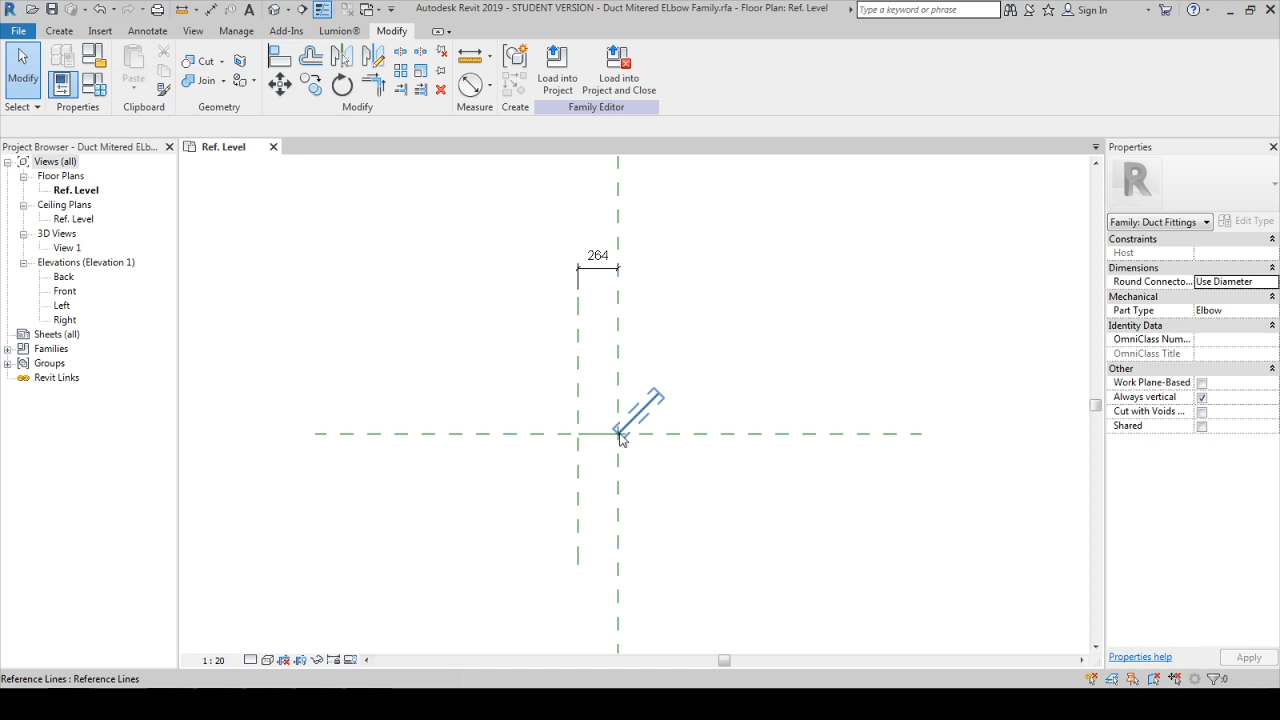 Autodesk Revit 2019 - STUDENT VERSION - Duct Mitered ELbow Family.rfa - Floor Plan: Ref. Level
Type a keyword or phrase
Sign In
File Create Insert Annotate View Manage Add-Ins Lumion® Modify
Modify
Paste
Cut
Join
Load into Project
Load into Project and Close
Select Properties Clipboard Geometry Modify Measure Create Family Editor
Project Browser - Duct Mitered ELb...
Ref. Level
Properties
Views (all)
Floor Plans
Ref. Level
Ceiling Plans
Ref. Level
3D Views
View 1
Elevations (Elevation 1)
Back
Front
Left
Right
Sheets (all)
Families
Groups
Revit Links
264
Family: Duct Fittings
Edit Type
Constraints
Host
Dimensions
Round Connecto... Use Diameter
Mechanical
Part Type Elbow
Identity Data
OmniClass Num...
OmniClass Title
Other
Work Plane-Based
Always vertical
Cut with Voids ...
Shared
Properties help
Apply
1 : 20
Reference Lines : Reference Lines
:0